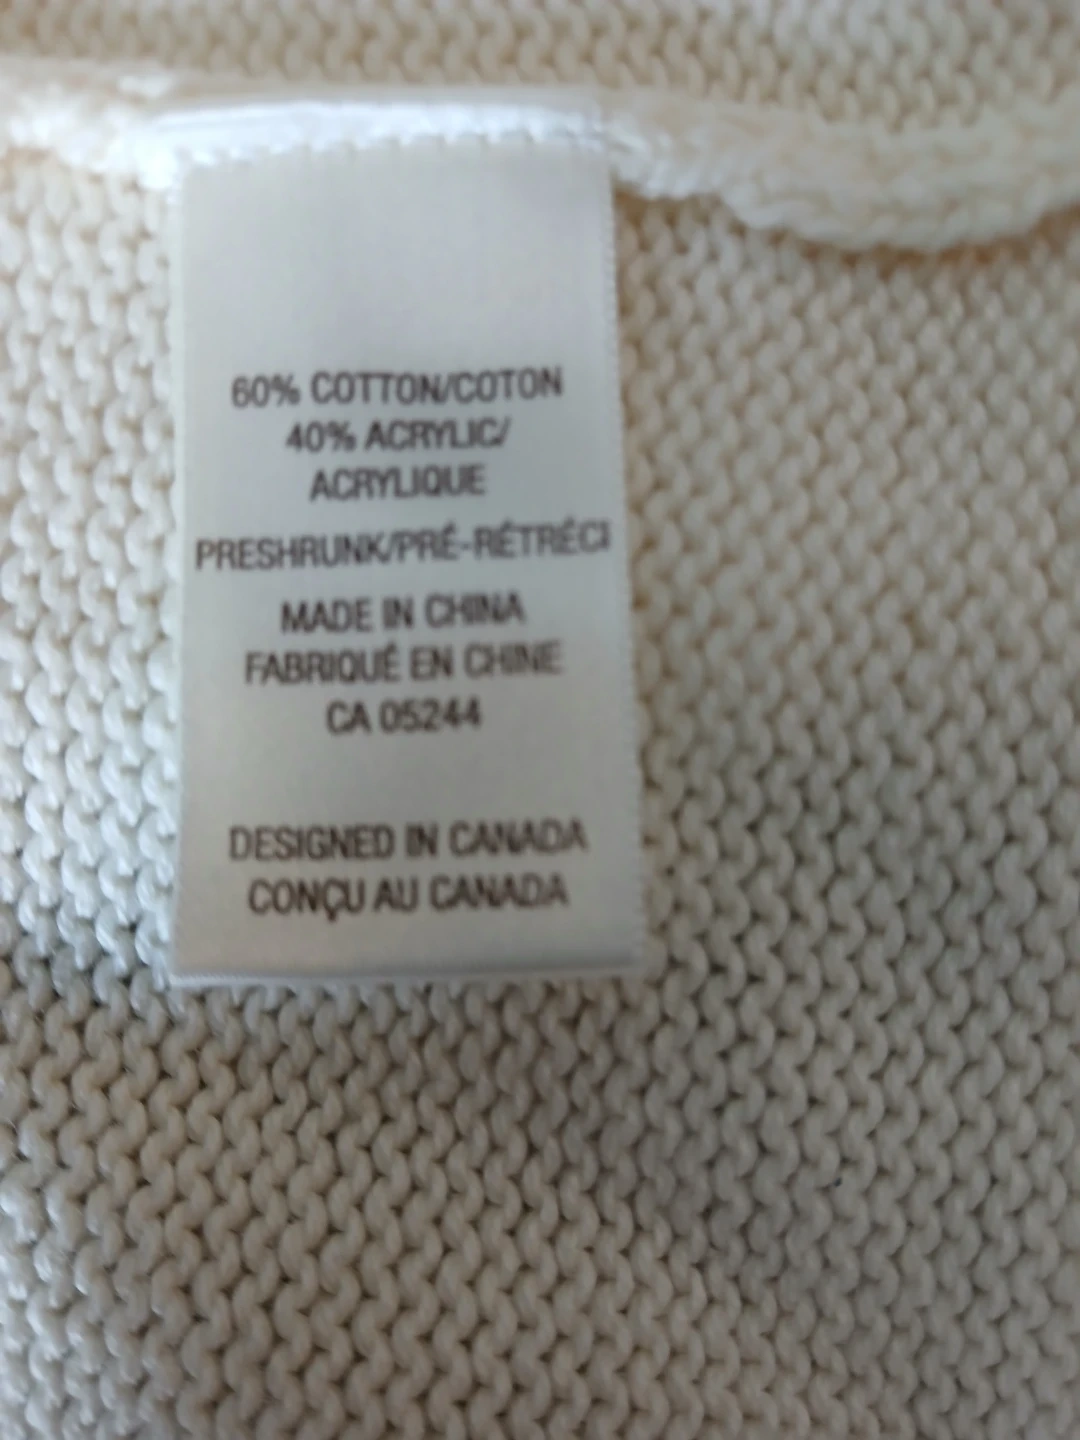 60% COTTON/COTON
40% ACRYLIC/
ACRYLIQUE
PRESHRUNK/PRÉ-RÉTRÉCI
MADE IN CHINA
FABRIQUÉ EN CHINE
CA 05244
DESIGNED IN CANADA
CONÇU AU CANADA